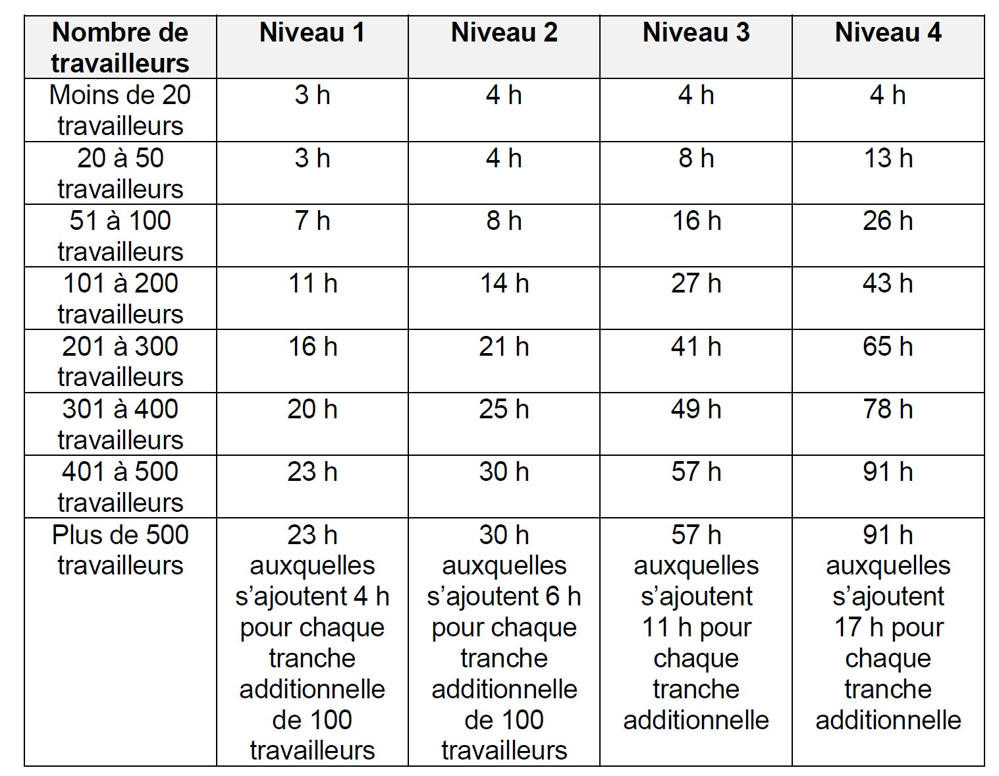 Nombre de travailleurs Niveau 1 Niveau 2 Niveau 3 Niveau 4
Moins de 20 travailleurs 3 h 4 h 4 h 4 h
20 à 50 travailleurs 3 h 4 h 8 h 13 h
51 à 100 travailleurs 7 h 8 h 16 h 26 h
101 à 200 travailleurs 11 h 14 h 27 h 43 h
201 à 300 travailleurs 16 h 21 h 41 h 65 h
301 à 400 travailleurs 20 h 25 h 49 h 78 h
401 à 500 travailleurs 23 h 30 h 57 h 91 h
Plus de 500
travailleurs
23 h
auxquelles
s’ajoutent 4 h
pour chaque
tranche
additionnelle
de 100
travailleurs
30 h
auxquelles
s’ajoutent 6 h
pour chaque
tranche
additionnelle
de 100
travailleurs
57 h
auxquelles
s’ajoutent
11 h pour
chaque
tranche
additionnelle
91 h
auxquelles
s’ajoutent
17 h pour
chaque
tranche
additionnelle